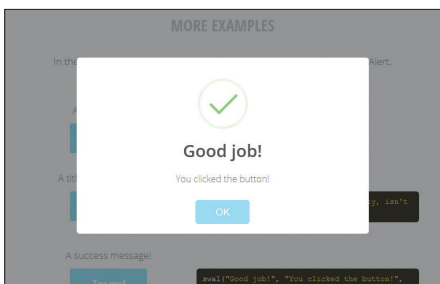 MORE EXAMPLES
In the
Alert.
A
Good job!
A tit
You clicked the button!
ty, isn't
OK
A success message!
swal("Good job!", "You clicked the button!",